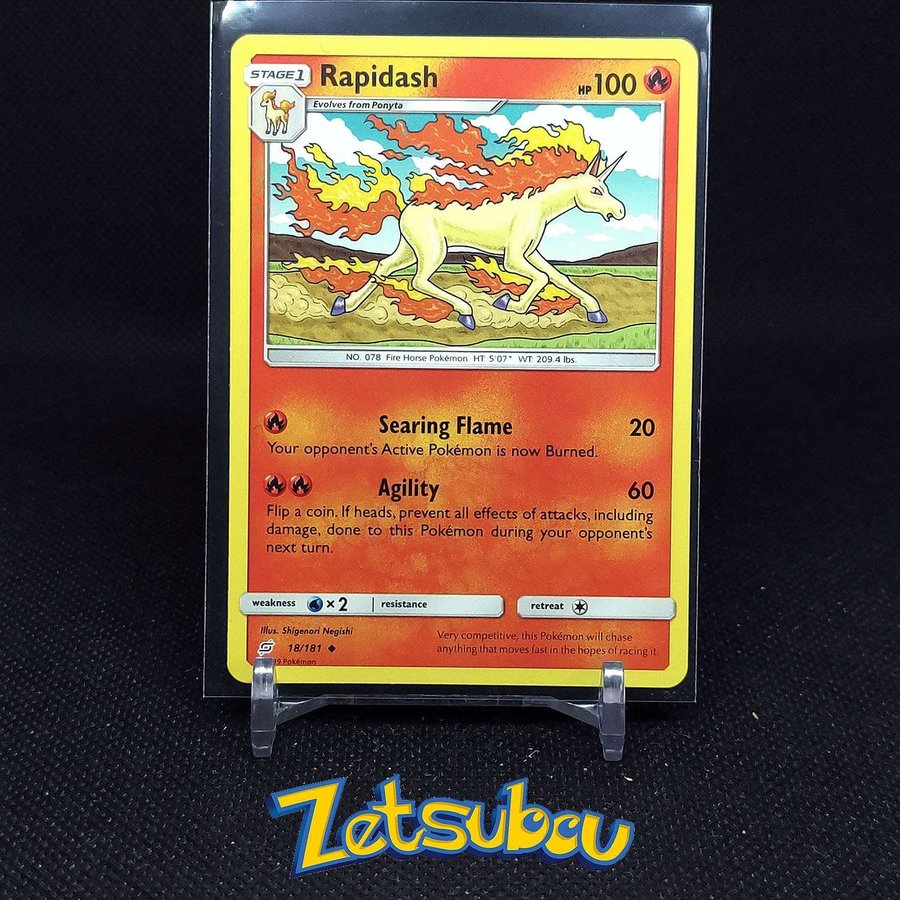 STAGE1 Rapidash HP 100
Evolves from Ponyta
NO. 078 Fire Horse Pokémon HT: 5'07" WT: 209.4 lbs.
Searing Flame 20
Your opponent's Active Pokémon is now Burned.
Agility 60
Flip a coin. If heads, prevent all effects of attacks, including
damage, done to this Pokémon during your opponent's
next turn.
weakness ×2 resistance retreat
Illus. Shigenori Negishi
18/181
Very competitive, this Pokémon will chase
anything that moves fast in the hopes of racing it.
Pokémon
Zetsubou